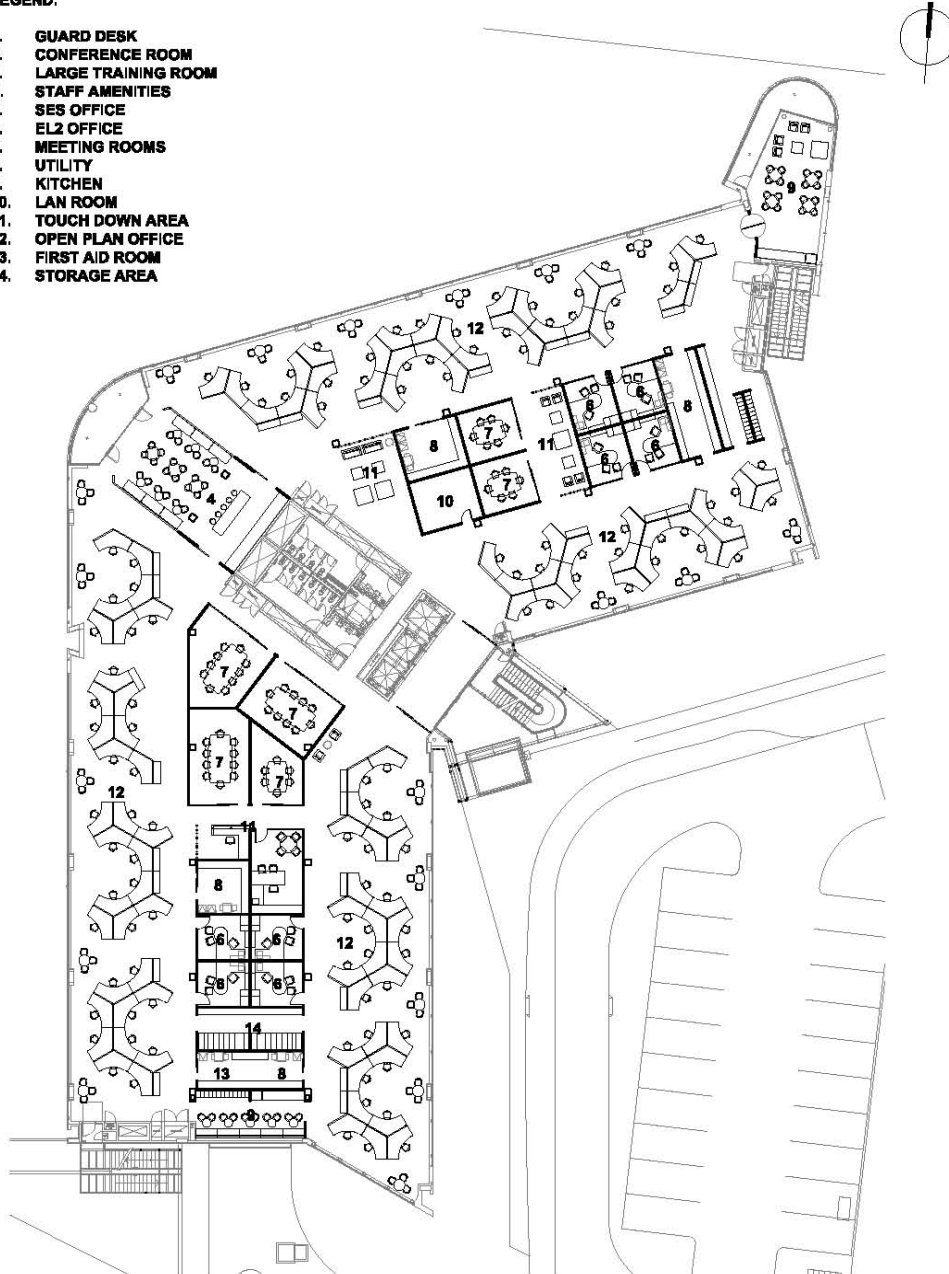 EGEND:
. GUARD DESK
. CONFERENCE ROOM
. LARGE TRAINING ROOM
. STAFF AMENITIES
. SES OFFICE
. EL2 OFFICE
. MEETING ROOMS
. UTILITY
. KITCHEN
0. LAN ROOM
1. TOUCH DOWN AREA
2. OPEN PLAN OFFICE
3. FIRST AID ROOM
4. STORAGE AREA
9
12
6 6
8
8 7 11 6 6
11 7
10
4
12
7
7
7
7
12
11
8
6 6
12
6 6
14
13 8
9